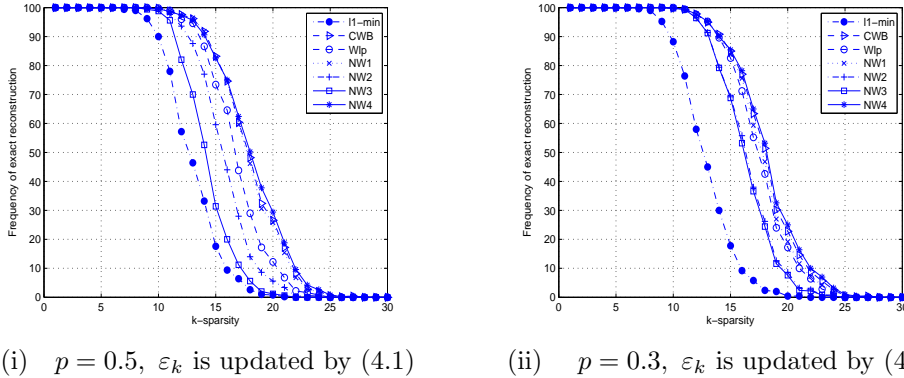 100
90
80
70
60
50
40
30
20
10
0
Frequency of exact reconstruction
0 5 10 15 20 25 30
k−sparsity
l1−min
CWB
Wlp
NW1
NW2
NW3
NW4
(i) p = 0.5, εk is updated by (4.1)
100
90
80
70
60
50
40
30
20
10
0
Frequency of exact reconstruction
0 5 10 15 20 25 30
k−sparsity
l1−min
CWB
Wlp
NW1
NW2
NW3
NW4
(ii) p = 0.3, εk is updated by (4